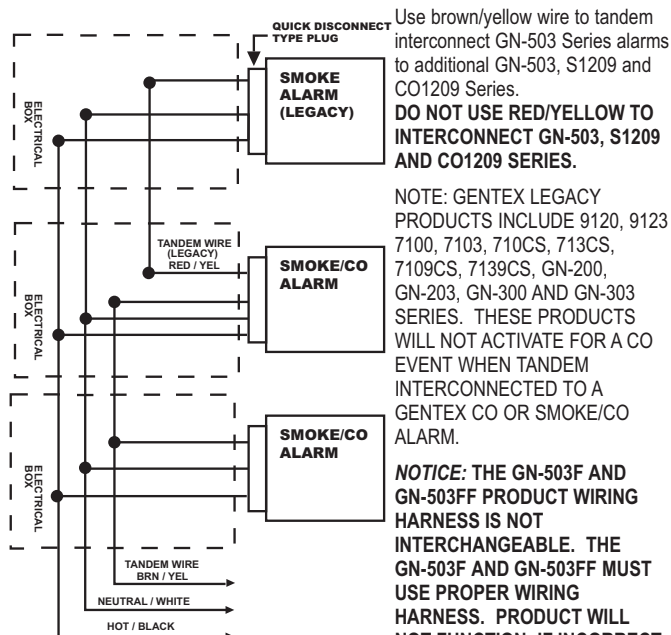 QUICK DISCONNECT
TYPE PLUG
ELECTRICAL
BOX
SMOKE
ALARM
(LEGACY)
TANDEM WIRE
(LEGACY)
RED / YEL
ELECTRICAL
BOX
SMOKE/CO
ALARM
ELECTRICAL
BOX
SMOKE/CO
ALARM
TANDEM WIRE
BRN / YEL
NEUTRAL / WHITE
HOT / BLACK
Use brown/yellow wire to tandem
interconnect GN-503 Series alarms
to additional GN-503, S1209 and
CO1209 Series.
DO NOT USE RED/YELLOW TO
INTERCONNECT GN-503, S1209
AND CO1209 SERIES.
NOTE: GENTEX LEGACY
PRODUCTS INCLUDE 9120, 9123
7100, 7103, 710CS, 713CS,
7109CS, 7139CS, GN-200,
GN-203, GN-300 AND GN-303
SERIES. THESE PRODUCTS
WILL NOT ACTIVATE FOR A CO
EVENT WHEN TANDEM
INTERCONNECTED TO A
GENTEX CO OR SMOKE/CO
ALARM.
NOTICE: THE GN-503F AND
GN-503FF PRODUCT WIRING
HARNESS IS NOT
INTERCHANGEABLE. THE
GN-503F AND GN-503FF MUST
USE PROPER WIRING
HARNESS. PRODUCT WILL
NOT FUNCTION IF INCORRECT